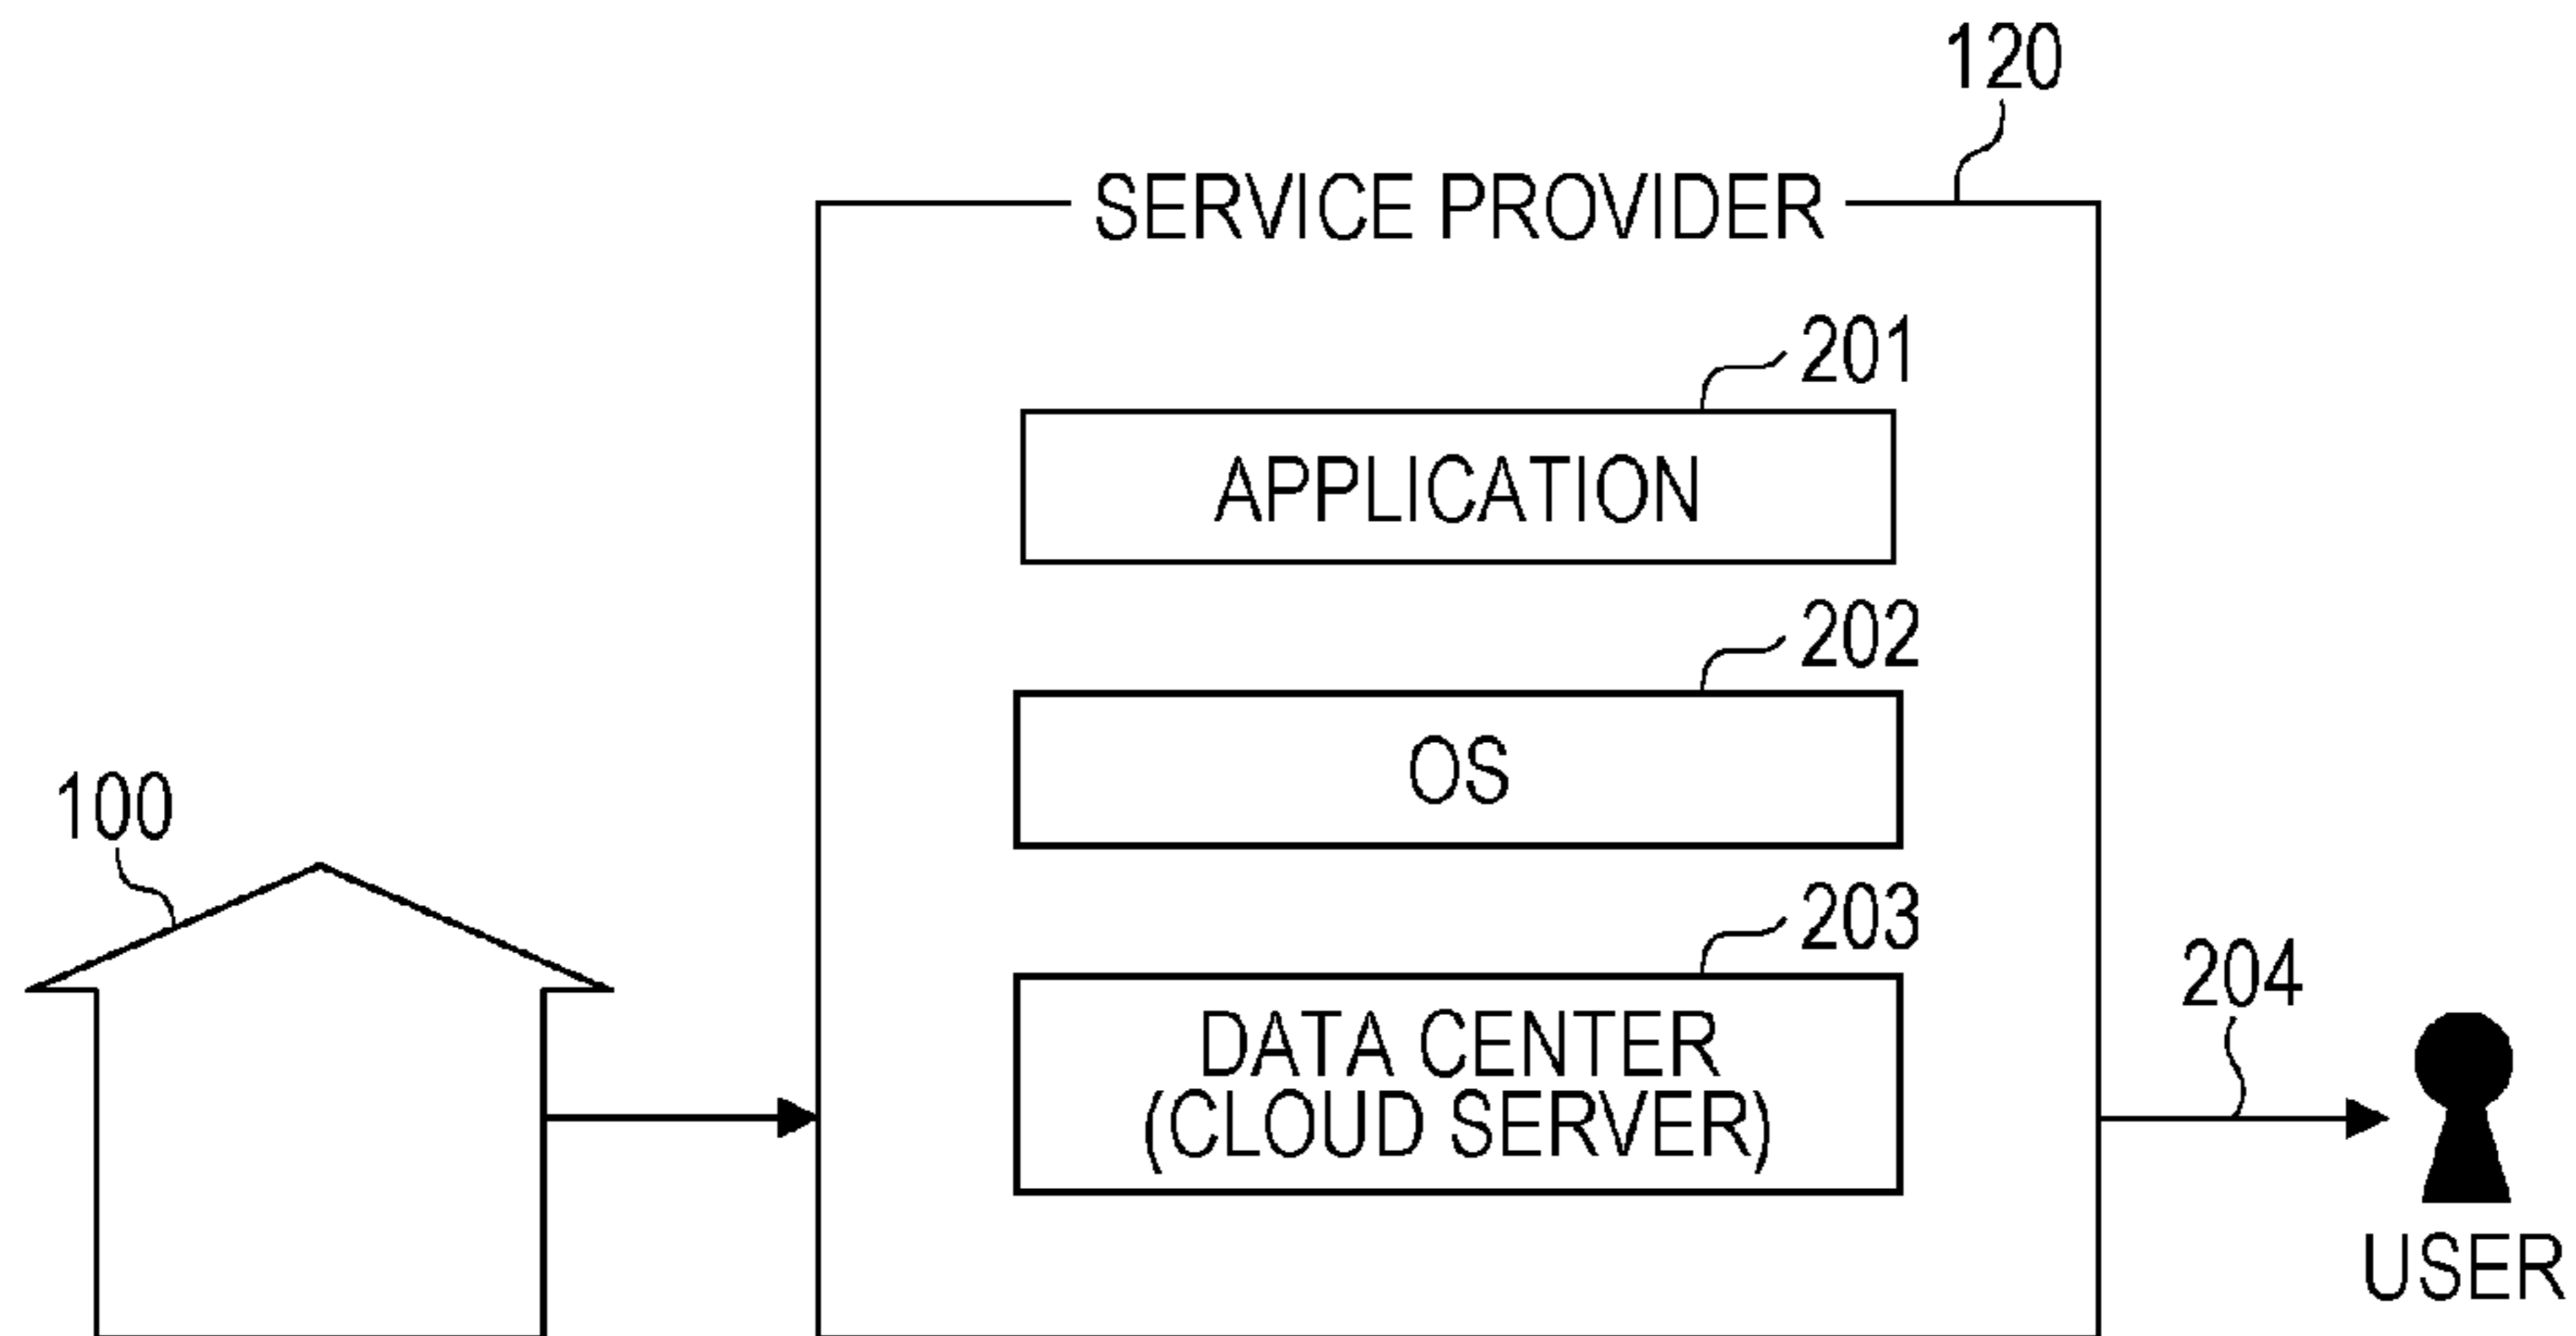 120
SERVICE PROVIDER
201
APPLICATION
202
OS
100
203
DATA CENTER
(CLOUD SERVER)
204
USER